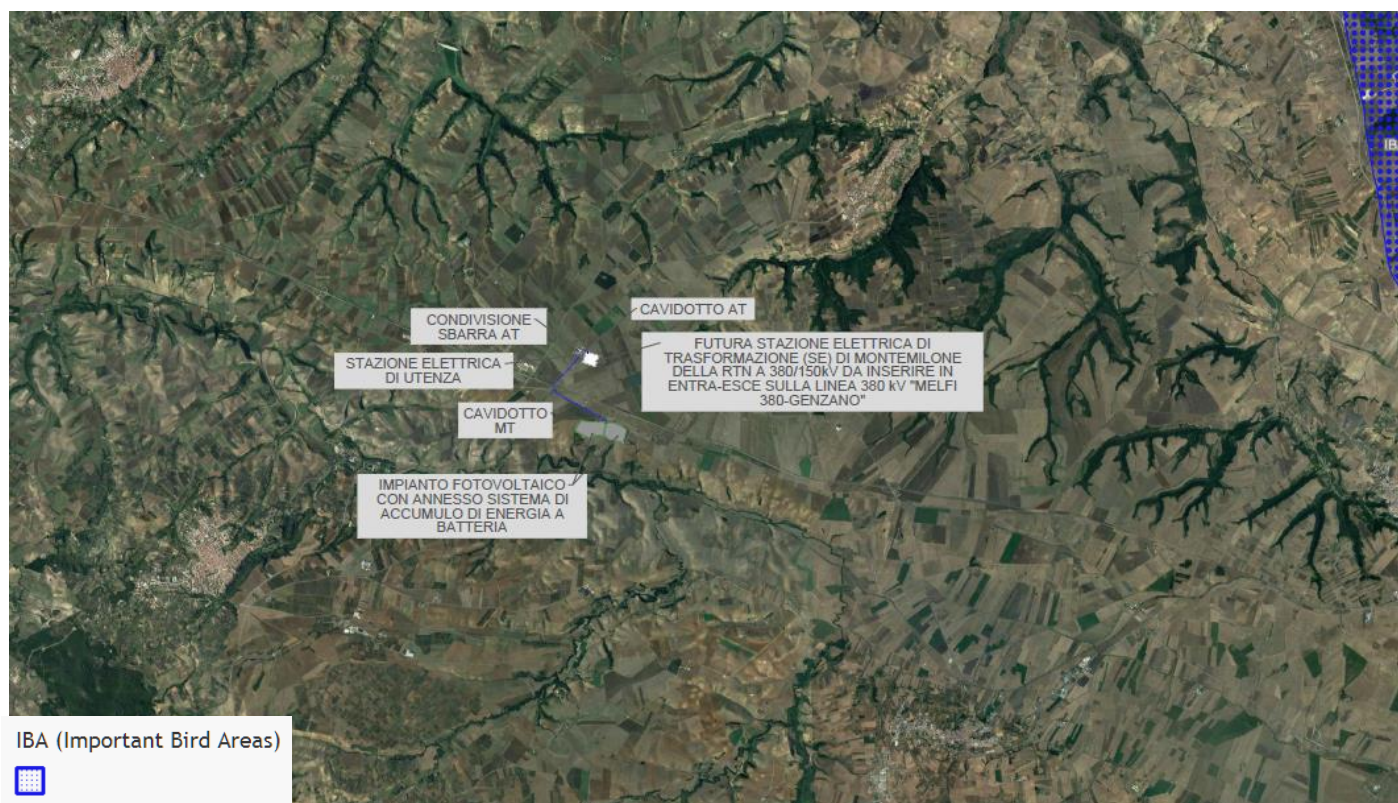 IB
CAVIDOTTO AT
CONDIVISIONE
SBARRA AT
FUTURA STAZIONE ELETTRICA DI
TRASFORMAZIONE (SE) DI MONTEMILONE
DELLA RTN A 380/150kV DA INSERIRE IN
ENTRA-ESCE SULLA LINEA 380 kV "MELFI
380-GENZANO"
STAZIONE ELETTRICA
DI UTENZA
CAVIDOTTO
MT
IMPIANTO FOTOVOLTAICO
CON ANNESSO SISTEMA DI
ACCUMULO DI ENERGIA A
BATTERIA
IBA (Important Bird Areas)